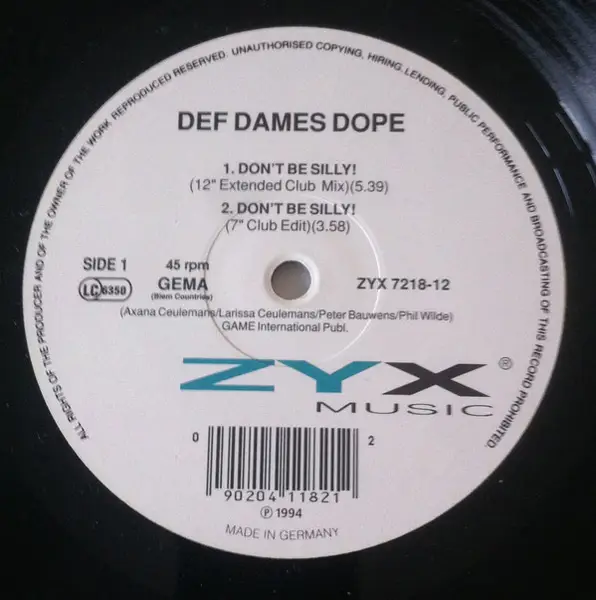 ALL RIGHTS OF THE PRODUCER AND OF THE OWNER OF THE WORK REPRODUCED RESERVED. UNAUTHORISED COPYING, HIRING, LENDING, PUBLIC PERFORMANCE AND BROADCASTING OF THIS RECORD PROHIBITED.
DEF DAMES DOPE
1. DON'T BE SILLY!
(12" Extended Club Mix)(5.39)
2. DON'T BE SILLY!
(7" Club Edit)(3.58)
SIDE 1 45 rpm
LC 6350 GEMA ZYX 7218-12
(Biem Countries)
(Axana Ceulemans/Larissa Ceulemans/Peter Bauwens/Phil Wilde)
GAME International Publ.
ZYX®
MUSIC
0 2
90204 11821
℗ 1994
MADE IN GERMANY